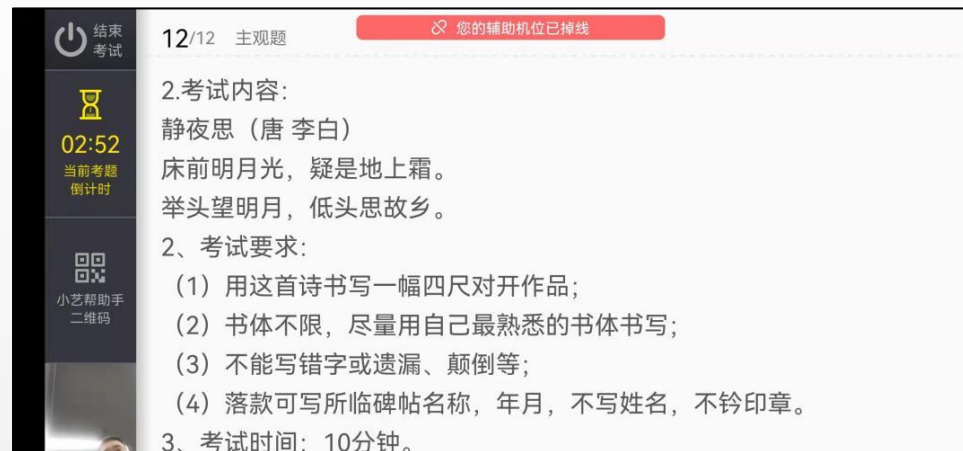 结束
考试
12/12 主观题
您的辅助机位已掉线
02:52
当前考题
倒计时
小艺帮助手
二维码
2.考试内容:
静夜思（唐 李白）
床前明月光，疑是地上霜。
举头望明月，低头思故乡。
2、考试要求:
（1）用这首诗书写一幅四尺对开作品；
（2）书体不限，尽量用自己最熟悉的书体书写；
（3）不能写错字或遗漏、颠倒等；
（4）落款可写所临碑帖名称，年月，不写姓名，不钤印章。
3、考试时间：10分钟。